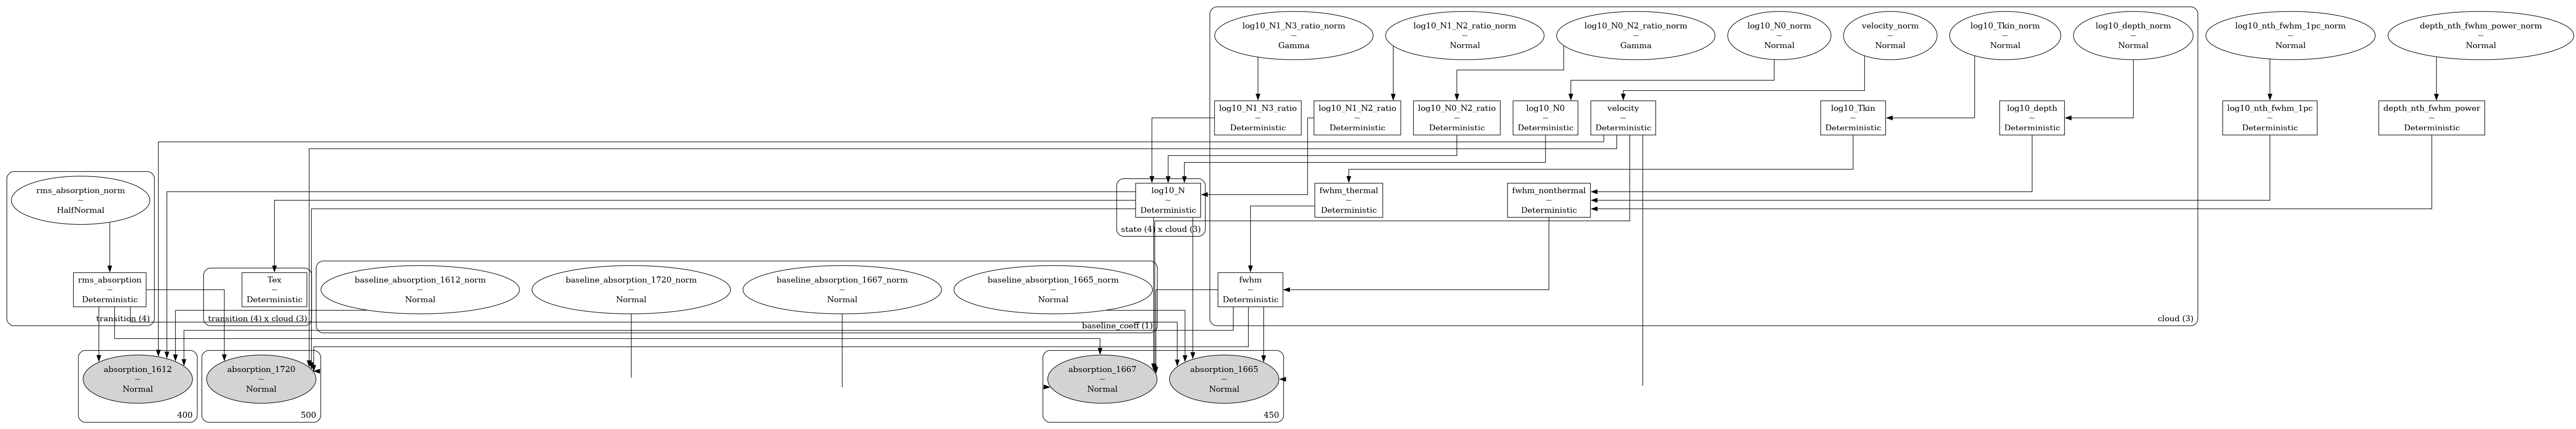 log10_N1_N3_ratio_norm
~
Gamma
log10_N1_N2_ratio_norm
~
Normal
log10_N0_N2_ratio_norm
~
Gamma
log10_N0_norm
~
Normal
velocity_norm
~
Normal
log10_Tkin_norm
~
Normal
log10_depth_norm
~
Normal
log10_nth_fwhm_1pc_norm
~
Normal
depth_nth_fwhm_power_norm
~
Normal
log10_N1_N3_ratio
~
Deterministic
log10_N1_N2_ratio
~
Deterministic
log10_N0_N2_ratio
~
Deterministic
log10_N0
~
Deterministic
velocity
~
Deterministic
log10_Tkin
~
Deterministic
log10_depth
~
Deterministic
log10_nth_fwhm_1pc
~
Deterministic
depth_nth_fwhm_power
~
Deterministic
rms_absorption_norm
~
HalfNormal
log10_N
~
Deterministic
state (4) x cloud (3)
fwhm_thermal
~
Deterministic
fwhm_nonthermal
~
Deterministic
rms_absorption
~
Deterministic
transition (4)
Tex
~
Deterministic
transition (4) x cloud (3)
baseline_absorption_1612_norm
~
Normal
baseline_absorption_1720_norm
~
Normal
baseline_absorption_1667_norm
~
Normal
baseline_absorption_1665_norm
~
Normal
baseline_coeff (1)
fwhm
~
Deterministic
cloud (3)
absorption_1612
~
Normal
400
absorption_1720
~
Normal
500
absorption_1667
~
Normal
absorption_1665
~
Normal
450